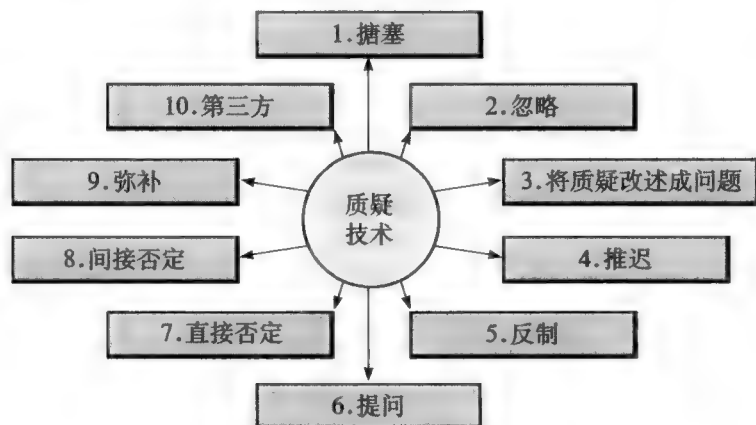 1.搪塞
10.第三方
2.忽略
9.弥补
质疑
技术
3.将质疑改述成问题
8.间接否定
4.推迟
7.直接否定
5.反制
6.提问